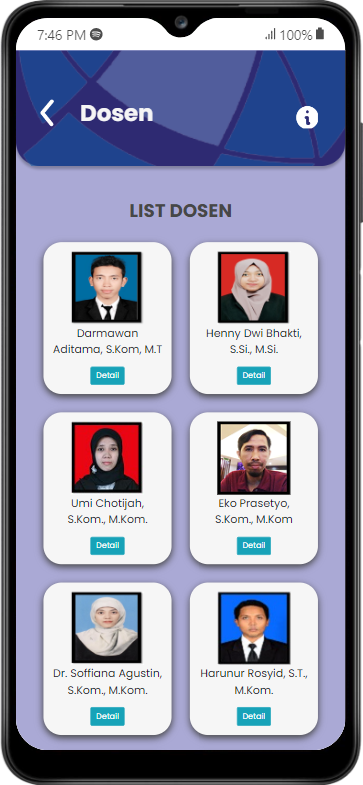 7:46 PM
100%
Dosen
LIST DOSEN
Darmawan
Aditama, S.Kom, M.T
Detail
Henny Dwi Bhakti,
S.Si., M.Si.
Detail
Umi Chotijah,
S.Kom., M.Kom.
Detail
Eko Prasetyo,
S.Kom., M.Kom
Detail
Dr. Soffiana Agustin,
S.Kom., M.Kom.
Detail
Harunur Rosyid, S.T.,
M.Kom.
Detail